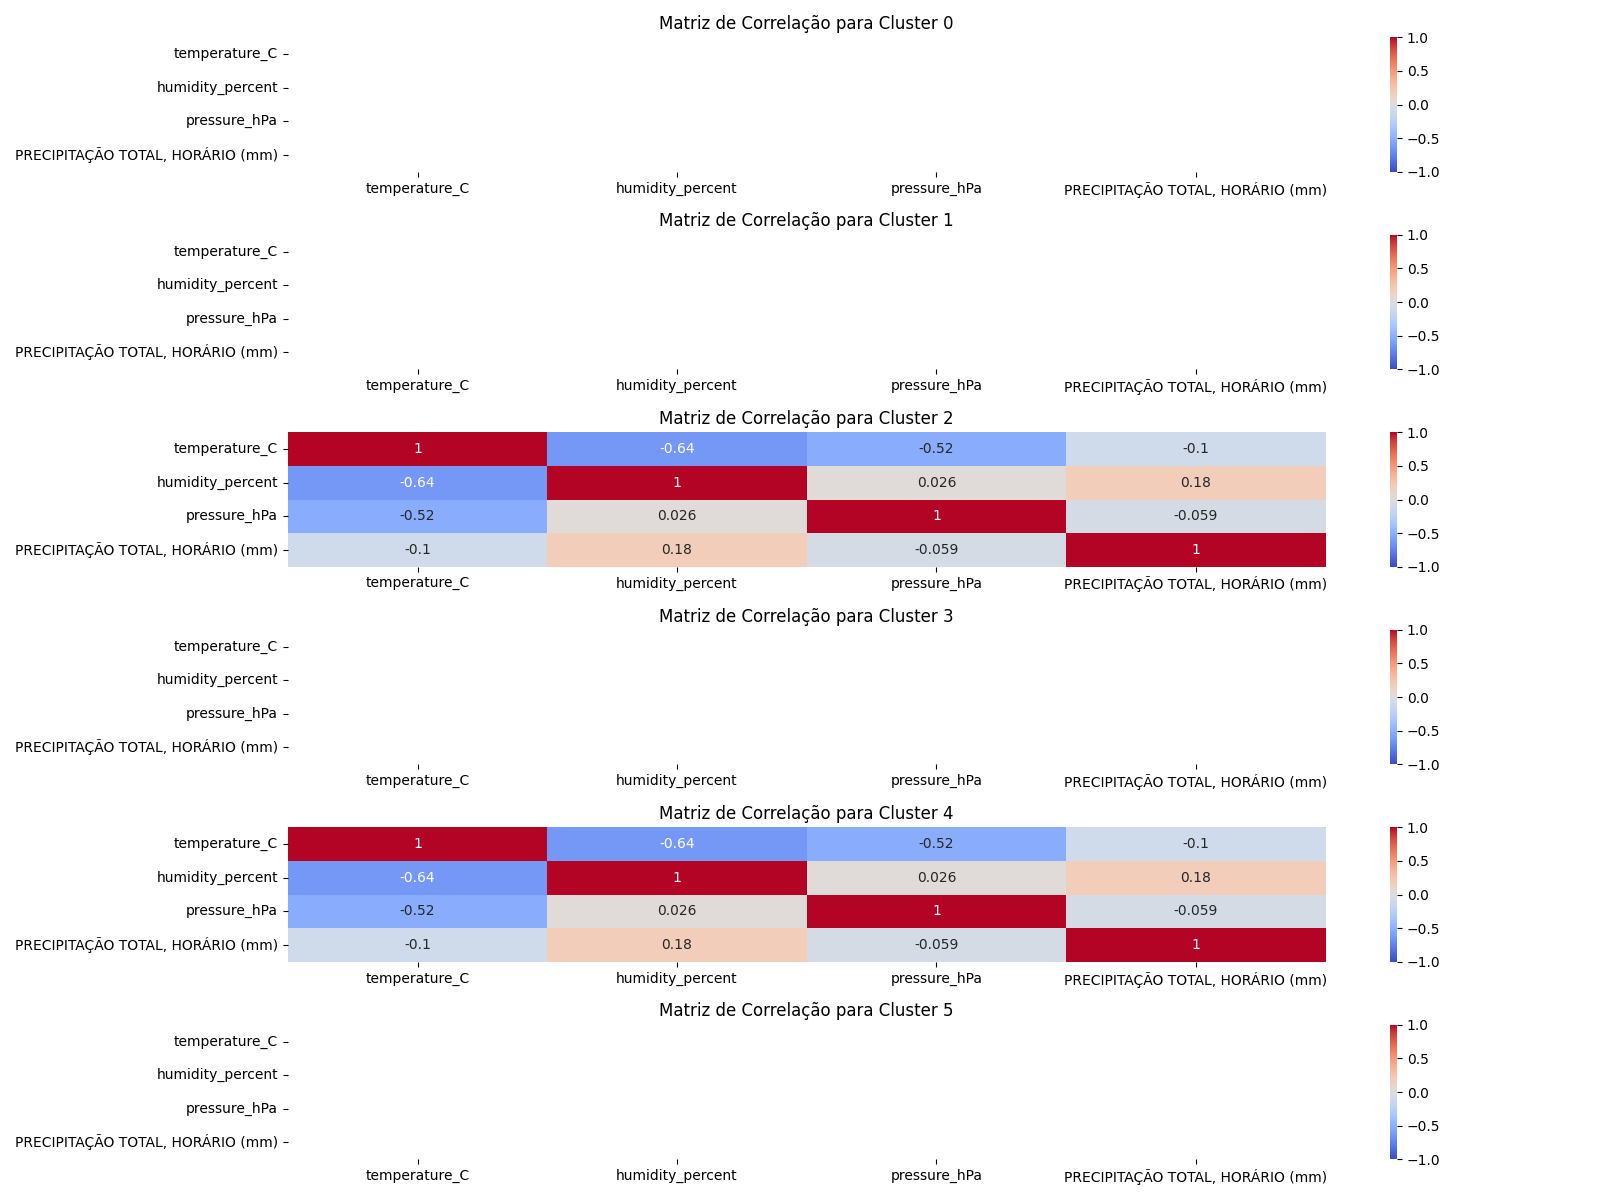 Matriz de Correlação para Cluster 0
temperature_C
humidity_percent
pressure_hPa
PRECIPITAÇÃO TOTAL, HORÁRIO (mm)
temperature_C humidity_percent pressure_hPa PRECIPITAÇÃO TOTAL, HORÁRIO (mm)
1.0
0.5
0.0
−0.5
−1.0
Matriz de Correlação para Cluster 1
temperature_C
humidity_percent
pressure_hPa
PRECIPITAÇÃO TOTAL, HORÁRIO (mm)
temperature_C humidity_percent pressure_hPa PRECIPITAÇÃO TOTAL, HORÁRIO (mm)
1.0
0.5
0.0
−0.5
−1.0
Matriz de Correlação para Cluster 2
temperature_C 1 -0.64 -0.52 -0.1
humidity_percent -0.64 1 0.026 0.18
pressure_hPa -0.52 0.026 1 -0.059
PRECIPITAÇÃO TOTAL, HORÁRIO (mm) -0.1 0.18 -0.059 1
temperature_C humidity_percent pressure_hPa PRECIPITAÇÃO TOTAL, HORÁRIO (mm)
1.0
0.5
0.0
−0.5
−1.0
Matriz de Correlação para Cluster 3
temperature_C
humidity_percent
pressure_hPa
PRECIPITAÇÃO TOTAL, HORÁRIO (mm)
temperature_C humidity_percent pressure_hPa PRECIPITAÇÃO TOTAL, HORÁRIO (mm)
1.0
0.5
0.0
−0.5
−1.0
Matriz de Correlação para Cluster 4
temperature_C 1 -0.64 -0.52 -0.1
humidity_percent -0.64 1 0.026 0.18
pressure_hPa -0.52 0.026 1 -0.059
PRECIPITAÇÃO TOTAL, HORÁRIO (mm) -0.1 0.18 -0.059 1
temperature_C humidity_percent pressure_hPa PRECIPITAÇÃO TOTAL, HORÁRIO (mm)
1.0
0.5
0.0
−0.5
−1.0
Matriz de Correlação para Cluster 5
temperature_C
humidity_percent
pressure_hPa
PRECIPITAÇÃO TOTAL, HORÁRIO (mm)
temperature_C humidity_percent pressure_hPa PRECIPITAÇÃO TOTAL, HORÁRIO (mm)
1.0
0.5
0.0
−0.5
−1.0